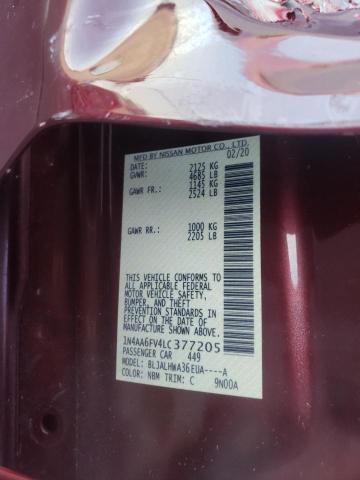 MFD BY NISSAN MOTOR CO., LTD.
02/20
GVWR: 2125 KG
4685 LB
GAWR FR.: 1145 KG
2524 LB
GAWR RR.: 1000 KG
2205 LB
THIS VEHICLE CONFORMS TO
ALL APPLICABLE FEDERAL
MOTOR VEHICLE SAFETY,
BUMPER, AND THEFT
PREVENTION STANDARDS
IN EFFECT ON THE DATE OF
MANUFACTURE SHOWN ABOVE.
1N4AA6FV4LC377205
PASSENGER CAR 449
MODEL: BLJALHWA36EUA----A
COLOR: NBM TRIM: C 9N00A